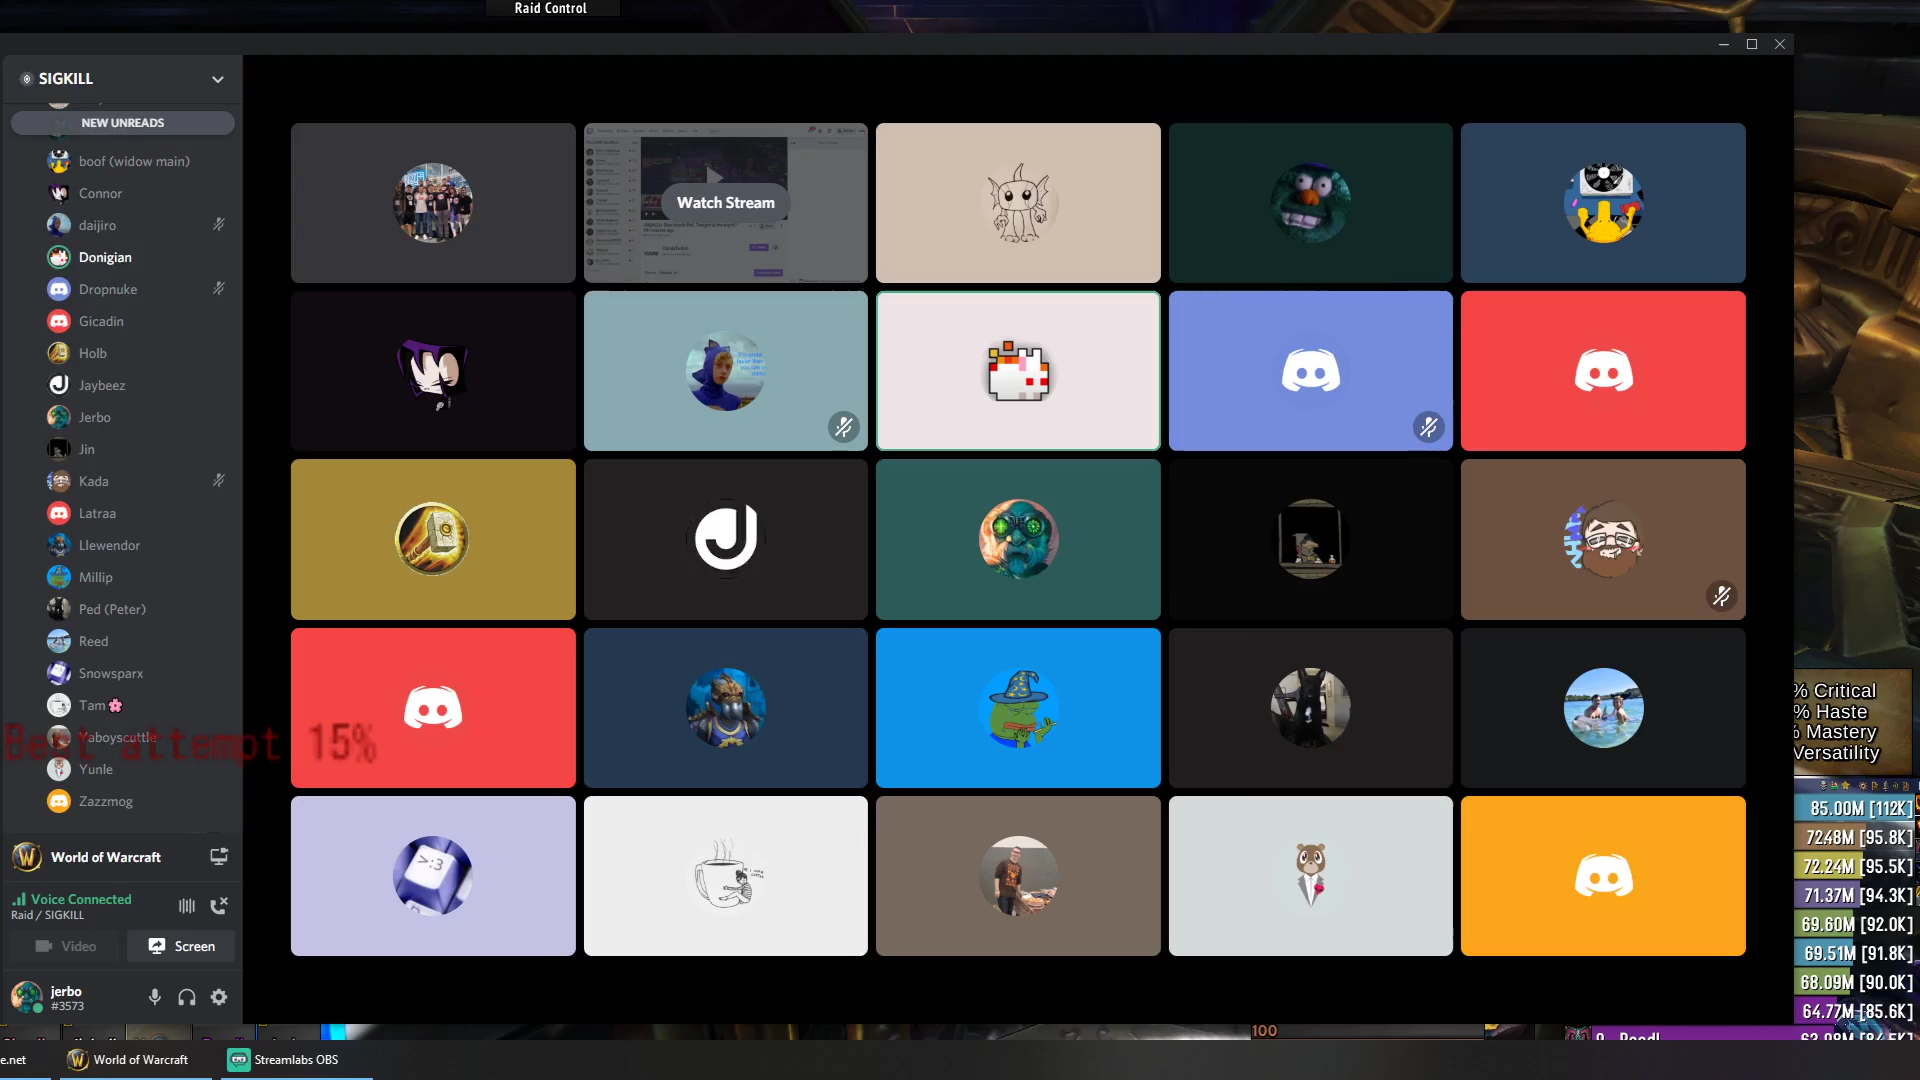 Raid Control
SIGKILL
NEW UNREADS
boof (widow main)
Connor
daijiro
Donigian
Dropnuke
Gicadin
Holb
Jaybeez
Jerbo
Jin
Kada
Latraa
Llewendor
Millip
Ped (Peter)
Reed
Snowsparx
Tam
Yaboyscuttle
Best attempt 15%
Yunle
Zazzmog
World of Warcraft
Voice Connected
Raid / SIGKILL
Video
Screen
jerbo
#3573
Watch Stream
J
>:3
% Critical
% Haste
% Mastery
Versatility
85.00M [112K]
72.48M [95.8K]
72.24M [95.5K]
71.37M [94.3K]
69.60M [92.0K]
69.51M [91.8K]
68.09M [90.0K]
64.77M [85.6K]
100
e.net
World of Warcraft
Streamlabs OBS